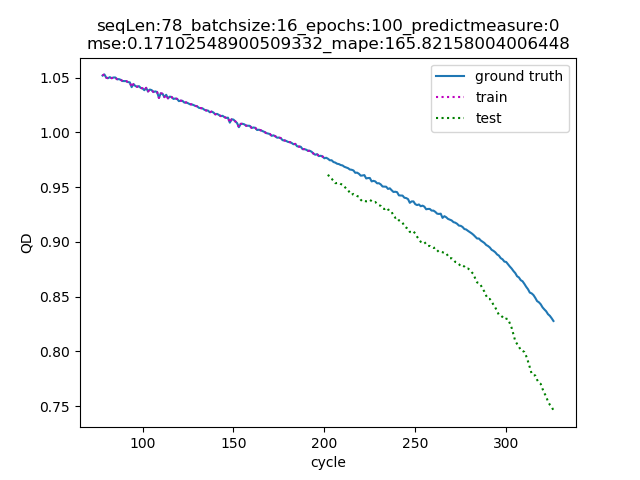 seqLen:78_batchsize:16_epochs:100_predictmeasure:0
mse:0.17102548900509332_mape:165.82158004006448
ground truth
train
test
1.05
1.00
0.95
0.90
0.85
0.80
0.75
QD
100
150
200
250
300
cycle